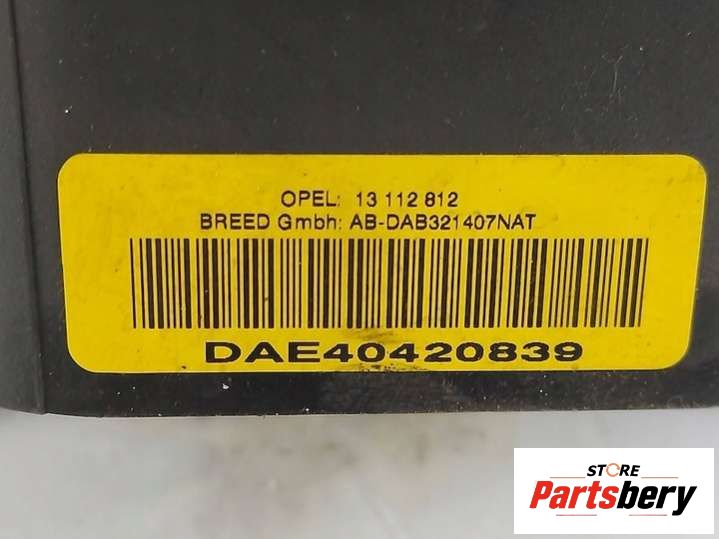 OPEL: 13 112 812
BREED Gmbh: AB-DAB321407NAT
DAE40420839
STORE
Partsbery